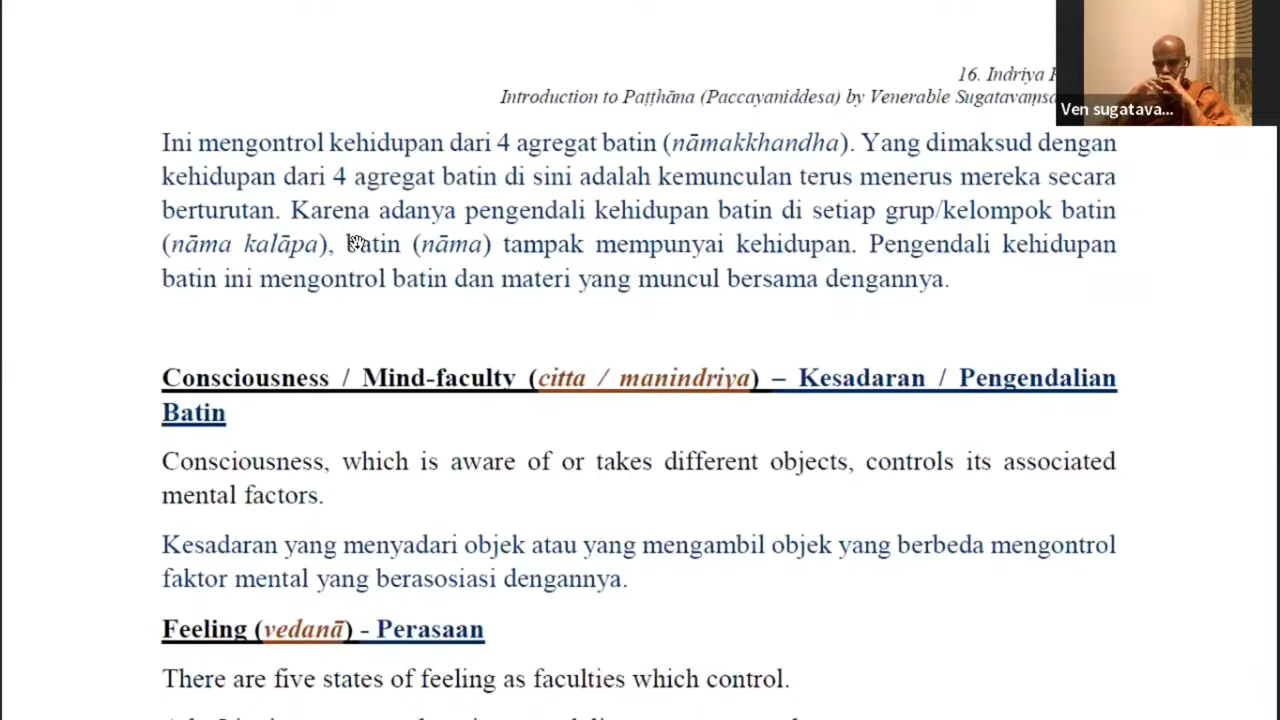 16. Indriya
Introduction to Paṭṭhāna (Paccayaniddesa) by Venerable
Ven sugatava...
Ini mengontrol kehidupan dari 4 agregat batin (nāmakkhandha). Yang dimaksud dengan
kehidupan dari 4 agregat batin di sini adalah kemunculan terus menerus mereka secara
berturutan. Karena adanya pengendali kehidupan batin di setiap grup/kelompok batin
(nāma kalāpa), batin (nāma) tampak mempunyai kehidupan. Pengendali kehidupan
batin ini mengontrol batin dan materi yang muncul bersama dengannya.
Consciousness / Mind-faculty (citta / manindriya) – Kesadaran / Pengendalian
Batin
Consciousness, which is aware of or takes different objects, controls its associated
mental factors.
Kesadaran yang menyadari objek atau yang mengambil objek yang berbeda mengontrol
faktor mental yang berasosiasi dengannya.
Feeling (vedanā) - Perasaan
There are five states of feeling as faculties which control.